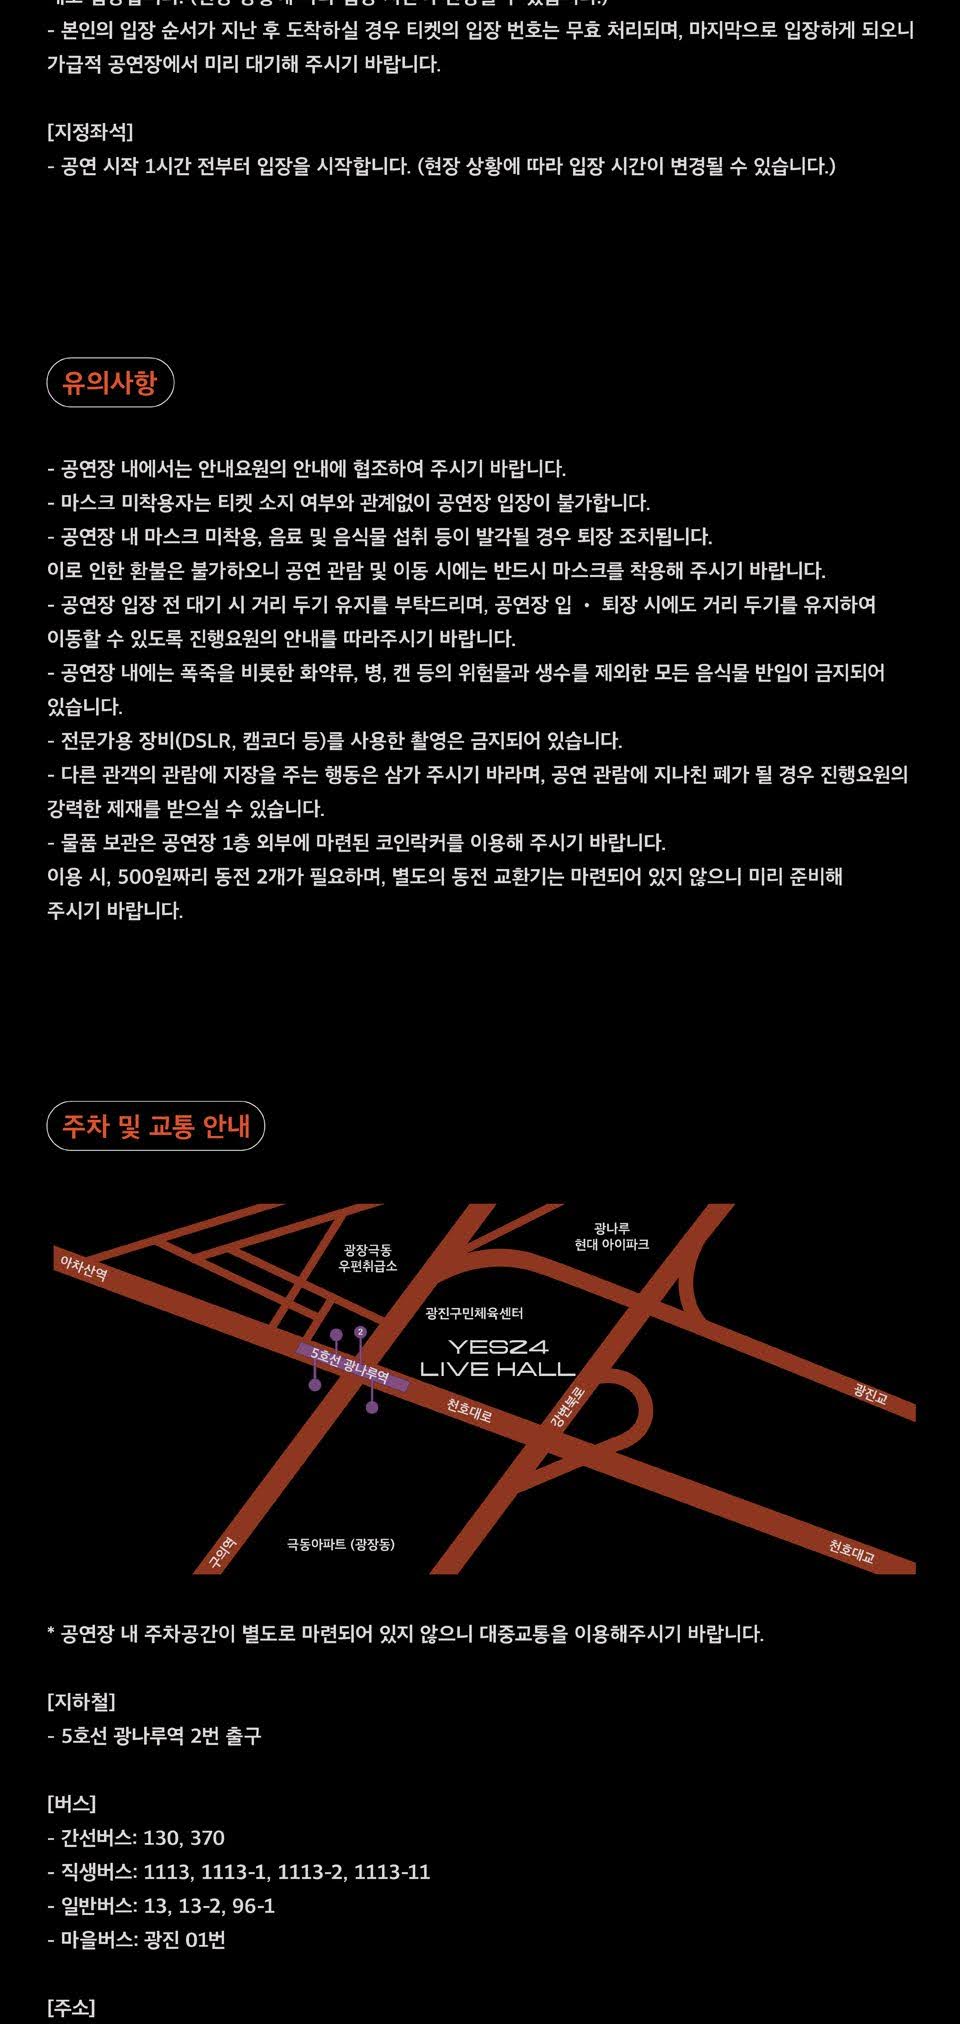 - 본인의 입장 순서가 지난 후 도착하실 경우 티켓의 입장 번호는 무효 처리되며, 마지막으로 입장하게 되오니
가급적 공연장에서 미리 대기해 주시기 바랍니다.
[지정좌석]
- 공연 시작 1시간 전부터 입장을 시작합니다. (현장 상황에 따라 입장 시간이 변경될 수 있습니다.)
유의사항
- 공연장 내에서는 안내요원의 안내에 협조하여 주시기 바랍니다.
- 마스크 미착용자는 티켓 소지 여부와 관계없이 공연장 입장이 불가합니다.
- 공연장 내 마스크 미착용, 음료 및 음식물 섭취 등이 발각될 경우 퇴장 조치됩니다.
이로 인한 환불은 불가하오니 공연 관람 및 이동 시에는 반드시 마스크를 착용해 주시기 바랍니다.
- 공연장 입장 전 대기 시 거리 두기 유지를 부탁드리며, 공연장 입 • 퇴장 시에도 거리 두기를 유지하여
이동할 수 있도록 진행요원의 안내를 따라주시기 바랍니다.
- 공연장 내에는 폭죽을 비롯한 화약류, 병, 캔 등의 위험물과 생수를 제외한 모든 음식물 반입이 금지되어
있습니다.
- 전문가용 장비(DSLR, 캠코더 등)를 사용한 촬영은 금지되어 있습니다.
- 다른 관객의 관람에 지장을 주는 행동은 삼가 주시기 바라며, 공연 관람에 지나친 폐가 될 경우 진행요원의
강력한 제재를 받으실 수 있습니다.
- 물품 보관은 공연장 1층 외부에 마련된 코인락커를 이용해 주시기 바랍니다.
이용 시, 500원짜리 동전 2개가 필요하며, 별도의 동전 교환기는 마련되어 있지 않으니 미리 준비해
주시기 바랍니다.
주차 및 교통 안내
광나루
현대 아이파크
광장극동
우편취급소
아차산역
광진구민체육센터
2
YES24
LIVE HALL
5호선 광나루역
천호대로
강변북로
광진교
구의역
극동아파트 (광장동)
천호대교
* 공연장 내 주차공간이 별도로 마련되어 있지 않으니 대중교통을 이용해주시기 바랍니다.
[지하철]
- 5호선 광나루역 2번 출구
[버스]
- 간선버스: 130, 370
- 직생버스: 1113, 1113-1, 1113-2, 1113-11
- 일반버스: 13, 13-2, 96-1
- 마을버스: 광진 01번
[주소]